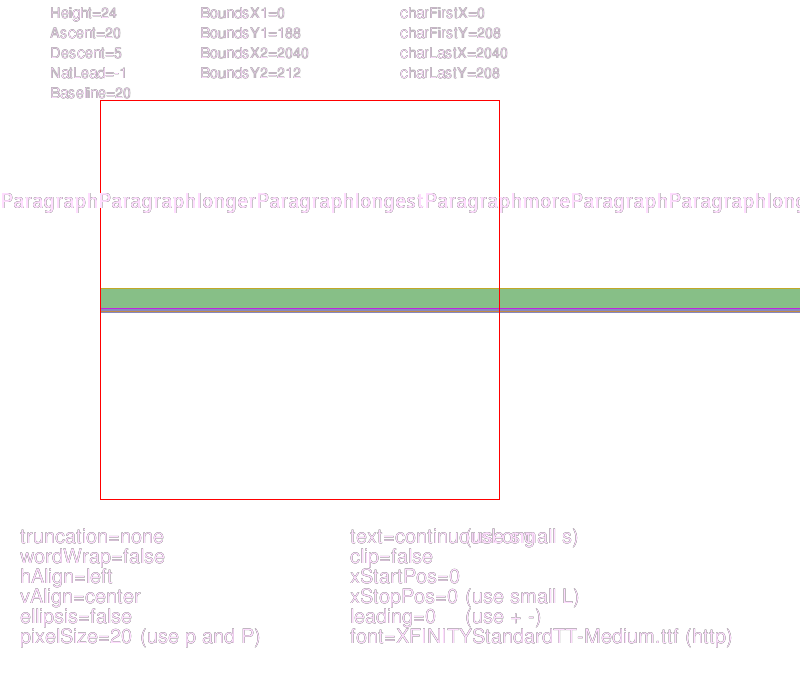 Height=24 BoundsX1=0 charFirstX=0
Ascent=20 BoundsY1=188 charFirstY=208
Descent=5 BoundsX2=2040 charLastX=2040
NatLead=-1 BoundsY2=212 charLastY=208
Baseline=20
ParagraphParagraphlongerParagraphlongestParagraphmoreParagraphParagraphlong
truncation=none text=continuouslong (use small s)
wordWrap=false clip=false
hAlign=left xStartPos=0
vAlign=center xStopPos=0 (use small L)
ellipsis=false leading=0 (use + -)
pixelSize=20 (use p and P) font=XFINITYStandardTT-Medium.ttf (http)